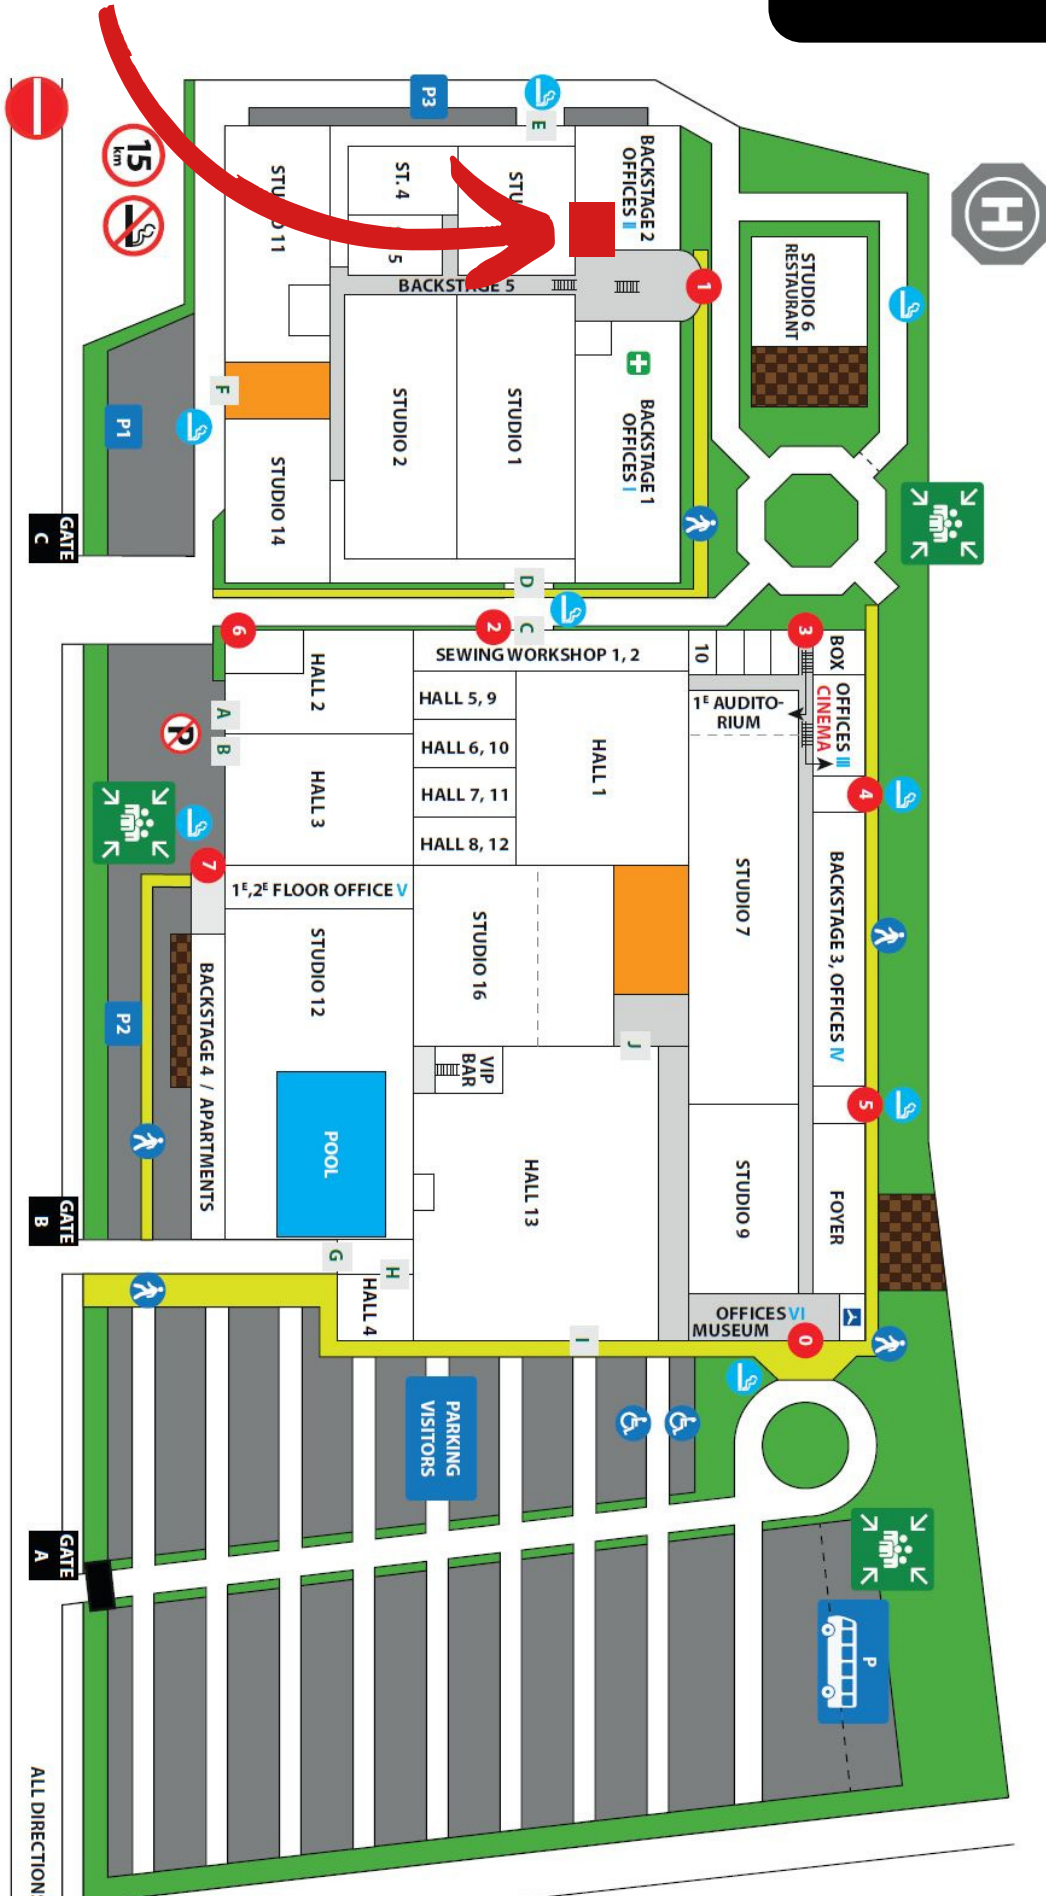 P3
E
15
km
STUDIO 11
ST. 4
5
BACKSTAGE 2
OFFICES II
BACKSTAGE 5
1
STUDIO 6
RESTAURANT
H
F
P1
STUDIO 14
STUDIO 2
STUDIO 1
BACKSTAGE 1
OFFICES I
GATE
C
D
C
6
2
3
SEWING WORKSHOP 1, 2
10
BOX
OFFICES III
CINEMA
1E AUDITO-
RIUM
HALL 2
HALL 5, 9
HALL 6, 10
HALL 7, 11
HALL 8, 12
HALL 1
A
B
P
HALL 3
4
7
1E,2E FLOOR OFFICE V
STUDIO 7
BACKSTAGE 3, OFFICES IV
STUDIO 12
STUDIO 16
J
P2
BACKSTAGE 4 / APARTMENTS
VIP
BAR
5
POOL
HALL 13
STUDIO 9
FOYER
GATE
B
G
H
HALL 4
I
OFFICES VI
MUSEUM
0
PARKING
VISITORS
GATE
A
P
ALL DIRECTIONS